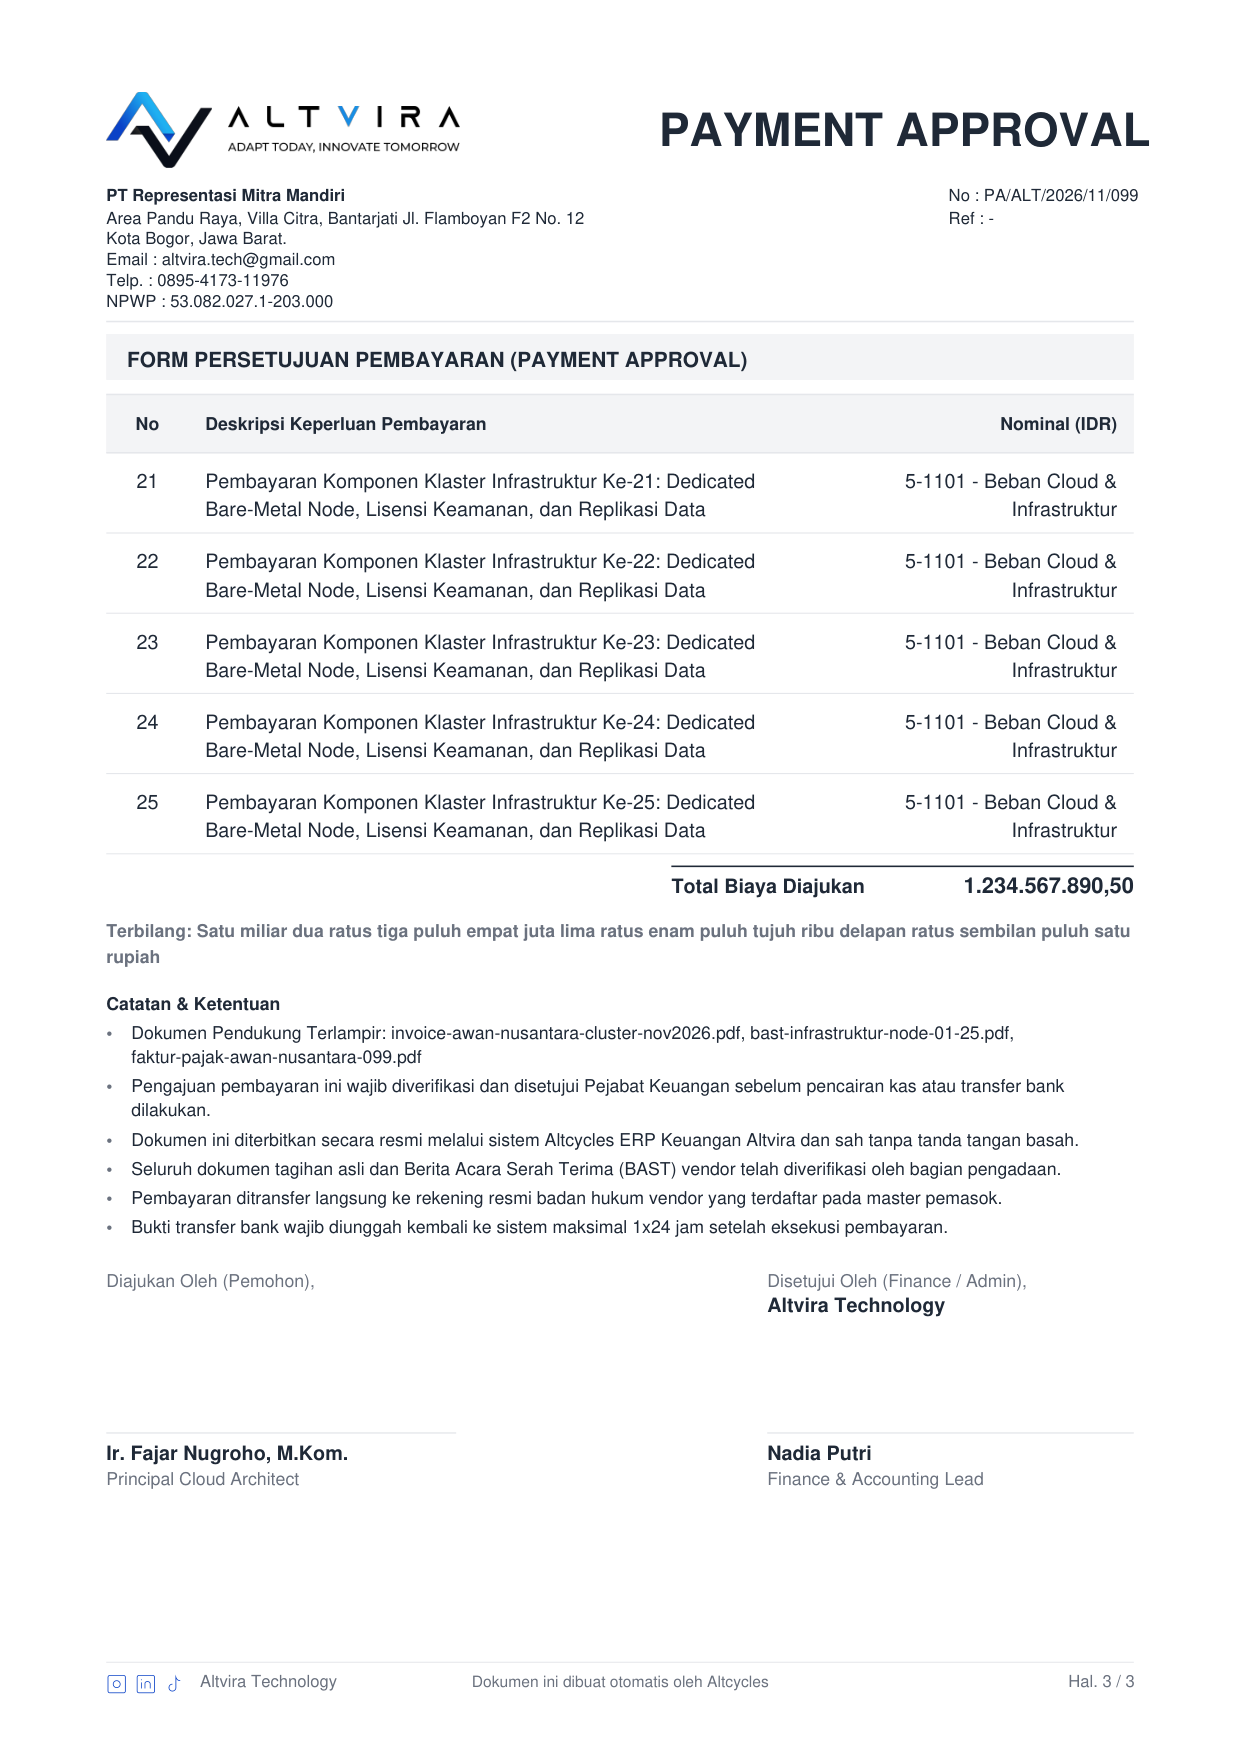 ALTVIRA
ADAPT TODAY, INNOVATE TOMORROW
PAYMENT APPROVAL
PT Representasi Mitra Mandiri
Area Pandu Raya, Villa Citra, Bantarjati Jl. Flamboyan F2 No. 12
Kota Bogor, Jawa Barat.
Email : altvira.tech@gmail.com
Telp. : 0895-4173-11976
NPWP : 53.082.027.1-203.000
No : PA/ALT/2026/11/099
Ref : -
FORM PERSETUJUAN PEMBAYARAN (PAYMENT APPROVAL)
No Deskripsi Keperluan Pembayaran Nominal (IDR)
21 Pembayaran Komponen Klaster Infrastruktur Ke-21: Dedicated 5-1101 - Beban Cloud &
Bare-Metal Node, Lisensi Keamanan, dan Replikasi Data Infrastruktur
22 Pembayaran Komponen Klaster Infrastruktur Ke-22: Dedicated 5-1101 - Beban Cloud &
Bare-Metal Node, Lisensi Keamanan, dan Replikasi Data Infrastruktur
23 Pembayaran Komponen Klaster Infrastruktur Ke-23: Dedicated 5-1101 - Beban Cloud &
Bare-Metal Node, Lisensi Keamanan, dan Replikasi Data Infrastruktur
24 Pembayaran Komponen Klaster Infrastruktur Ke-24: Dedicated 5-1101 - Beban Cloud &
Bare-Metal Node, Lisensi Keamanan, dan Replikasi Data Infrastruktur
25 Pembayaran Komponen Klaster Infrastruktur Ke-25: Dedicated 5-1101 - Beban Cloud &
Bare-Metal Node, Lisensi Keamanan, dan Replikasi Data Infrastruktur
Total Biaya Diajukan 1.234.567.890,50
Terbilang: Satu miliar dua ratus tiga puluh empat juta lima ratus enam puluh tujuh ribu delapan ratus sembilan puluh satu
rupiah
Catatan & Ketentuan
• Dokumen Pendukung Terlampir: invoice-awan-nusantara-cluster-nov2026.pdf, bast-infrastruktur-node-01-25.pdf,
faktur-pajak-awan-nusantara-099.pdf
• Pengajuan pembayaran ini wajib diverifikasi dan disetujui Pejabat Keuangan sebelum pencairan kas atau transfer bank
dilakukan.
• Dokumen ini diterbitkan secara resmi melalui sistem Altcycles ERP Keuangan Altvira dan sah tanpa tanda tangan basah.
• Seluruh dokumen tagihan asli dan Berita Acara Serah Terima (BAST) vendor telah diverifikasi oleh bagian pengadaan.
• Pembayaran ditransfer langsung ke rekening resmi badan hukum vendor yang terdaftar pada master pemasok.
• Bukti transfer bank wajib diunggah kembali ke sistem maksimal 1x24 jam setelah eksekusi pembayaran.
Diajukan Oleh (Pemohon),
Disetujui Oleh (Finance / Admin),
Altvira Technology
Ir. Fajar Nugroho, M.Kom.
Principal Cloud Architect
Nadia Putri
Finance & Accounting Lead
Altvira Technology Dokumen ini dibuat otomatis oleh Altcycles Hal. 3 / 3